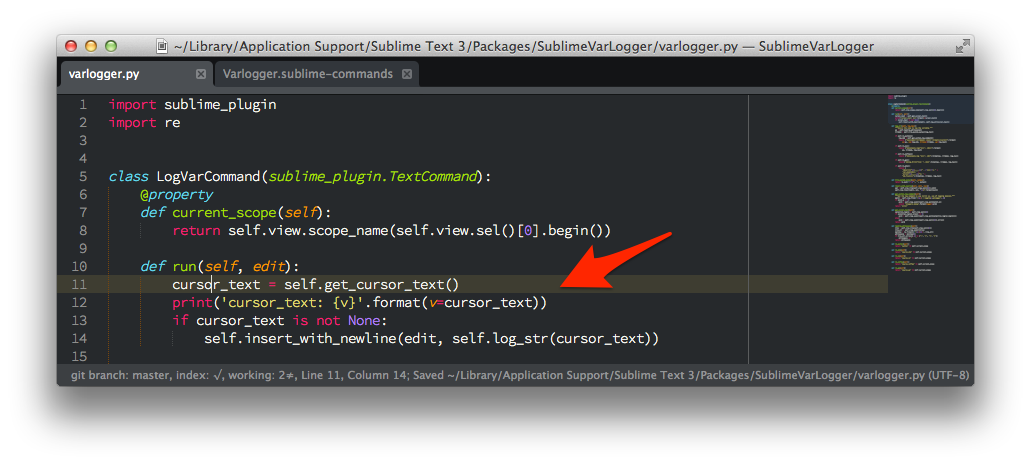 ~/Library/Application Support/Sublime Text 3/Packages/SublimeVarLogger/varlogger.py — SublimeVarLogger
varlogger.py Varlogger.sublime-commands
1 import sublime_plugin
2 import re
3
4
5 class LogVarCommand(sublime_plugin.TextCommand):
6 @property
7 def current_scope(self):
8 return self.view.scope_name(self.view.sel()[0].begin())
9
10 def run(self, edit):
11 cursor_text = self.get_cursor_text()
12 print('cursor_text: {v}'.format(v=cursor_text))
13 if cursor_text is not None:
14 self.insert_with_newline(edit, self.log_str(cursor_text))
15
git branch: master, index: √, working: 2≠, Line 11, Column 14; Saved ~/Library/Application Support/Sublime Text 3/Packages/SublimeVarLogger/varlogger.py (UTF-8)